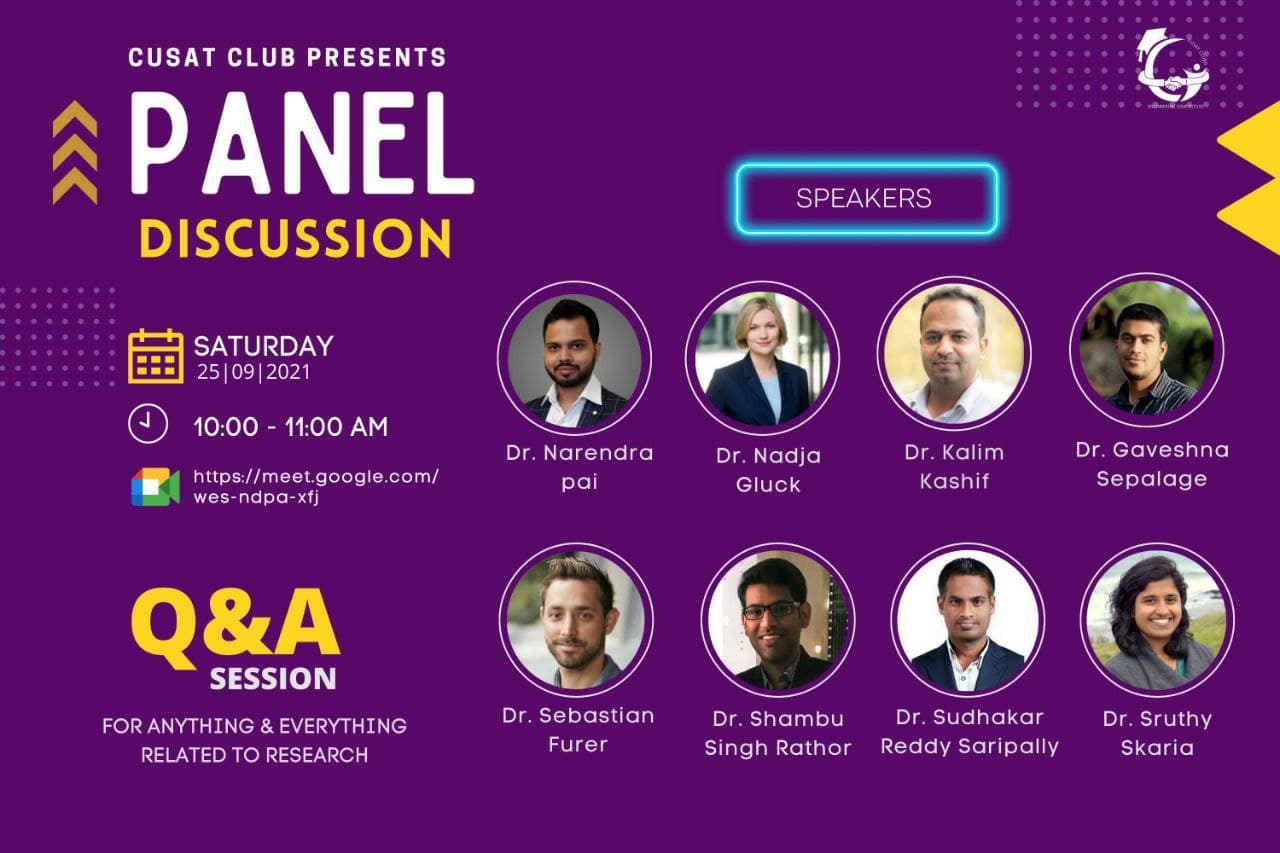 CUSAT CLUB PRESENTS
PANEL
DISCUSSION
SATURDAY
25|09|2021
10:00 - 11:00 AM
https://meet.google.com/
wes-ndpa-xfj
Q&A
SESSION
FOR ANYTHING & EVERYTHING
RELATED TO RESEARCH
SPEAKERS
Dr. Narendra
pai
Dr. Nadja
Gluck
Dr. Kalim
Kashif
Dr. Gaveshna
Sepalage
Dr. Sebastian
Furer
Dr. Shambu
Singh Rathor
Dr. Sudhakar
Reddy Saripally
Dr. Sruthy
Skaria